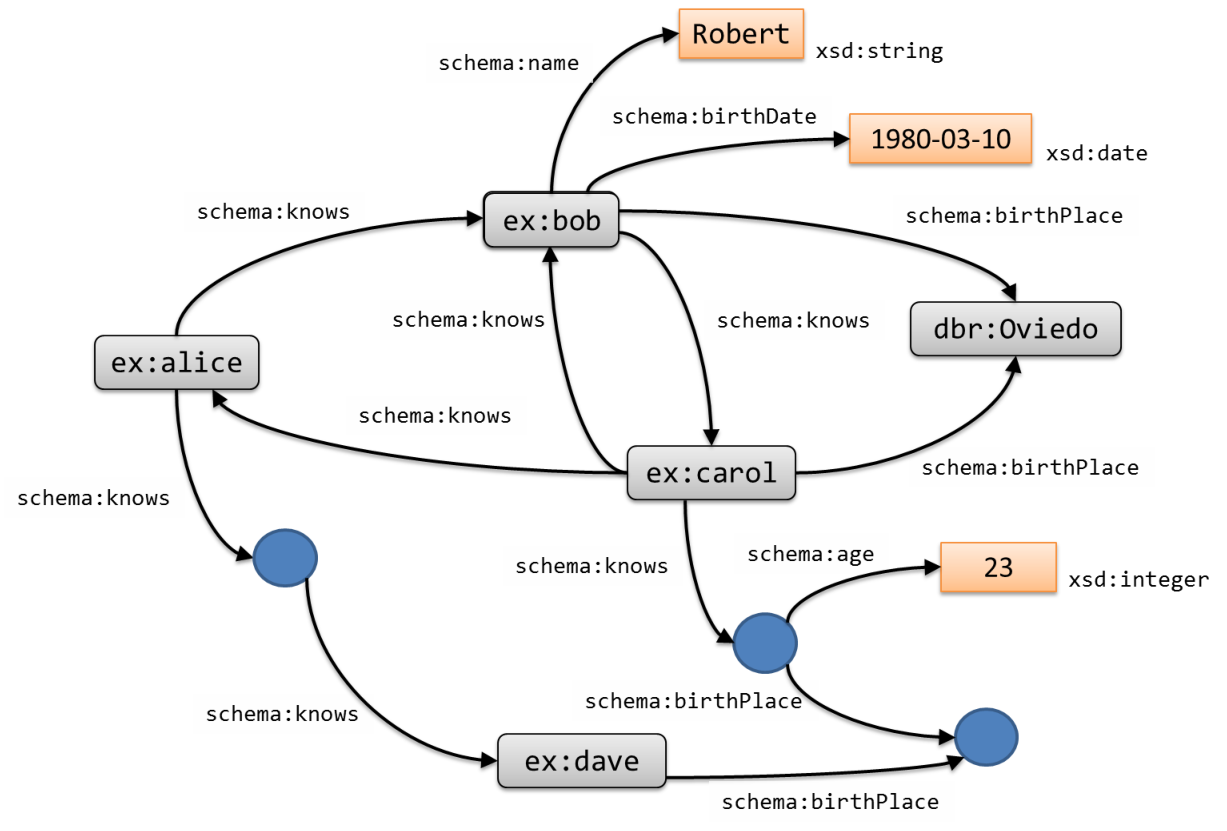 Robert
xsd:string
schema:name
schema:birthDate
1980-03-10
xsd:date
schema:knows
ex:bob
schema:birthPlace
schema:knows
schema:knows
dbr:Oviedo
ex:alice
schema:knows
ex:carol
schema:birthPlace
schema:knows
schema:knows
schema:age
23
xsd:integer
schema:birthPlace
schema:knows
ex:dave
schema:birthPlace